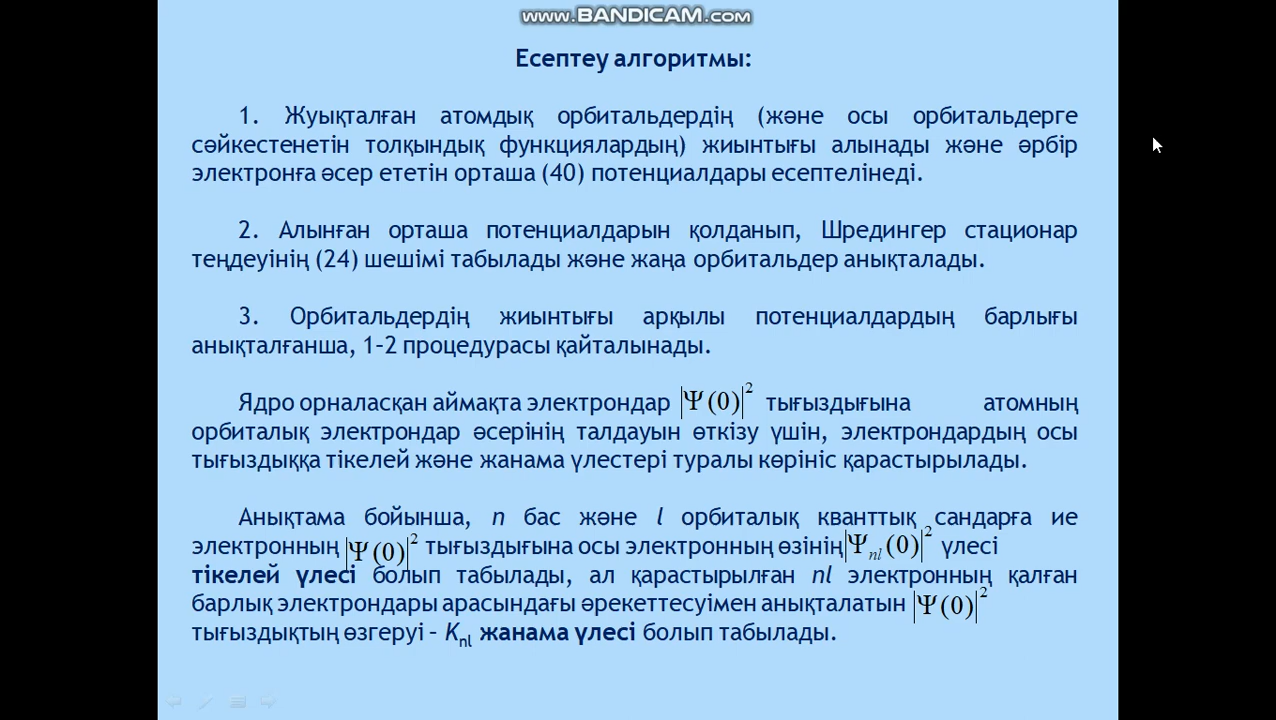 www.BANDICAM.com
Есептеу алгоритмы:
1. Жуықталған атомдық орбитальдердің (және осы орбитальдерге
сәйкестенетін толқындық функциялардың) жиынтығы алынады және әрбір
электронға әсер ететін орташа (40) потенциалдары есептелінеді.
2. Алынған орташа потенциалдарын қолданып, Шредингер стационар
теңдеуінің (24) шешімі табылады және жаңа орбитальдер анықталады.
3. Орбитальдердің жиынтығы арқылы потенциалдардың барлығы
анықталғанша, 1–2 процедурасы қайталынады.
Ядро орналасқан аймақта электрондар |Ψ(0)|² тығыздығына атомның
орбиталық электрондар әсерінің талдауын өткізу үшін, электрондардың осы
тығыздыққа тікелей және жанама үлестері туралы көрініс қарастырылады.
Анықтама бойынша, n бас және l орбиталық кванттық сандарға ие
электронның |Ψ(0)|² тығыздығына осы электронның өзінің |Ψnl(0)|² үлесі
тікелей үлесі болып табылады, ал қарастырылған nl электронның қалған
барлық электрондары арасындағы әрекеттесуімен анықталатын |Ψ(0)|²
тығыздықтың өзгеруі – Knl жанама үлесі болып табылады.